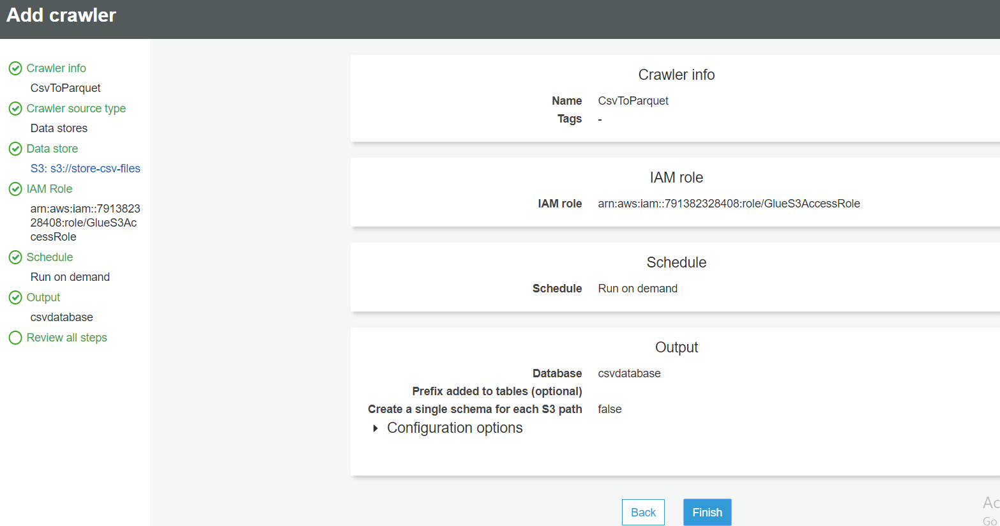 Add crawler
Crawler info
CsvToParquet
Crawler source type
Data stores
Data store
S3: s3://store-csv-files
IAM Role
arn:aws:iam::7913823
28408:role/GlueS3Ac
cessRole
Schedule
Run on demand
Output
csvdatabase
Review all steps
Crawler info
Name CsvToParquet
Tags -
IAM role
IAM role arn:aws:iam::791382328408:role/GlueS3AccessRole
Schedule
Schedule Run on demand
Output
Database csvdatabase
Prefix added to tables (optional)
Create a single schema for each S3 path false
Configuration options
Back Finish
Ac
Go